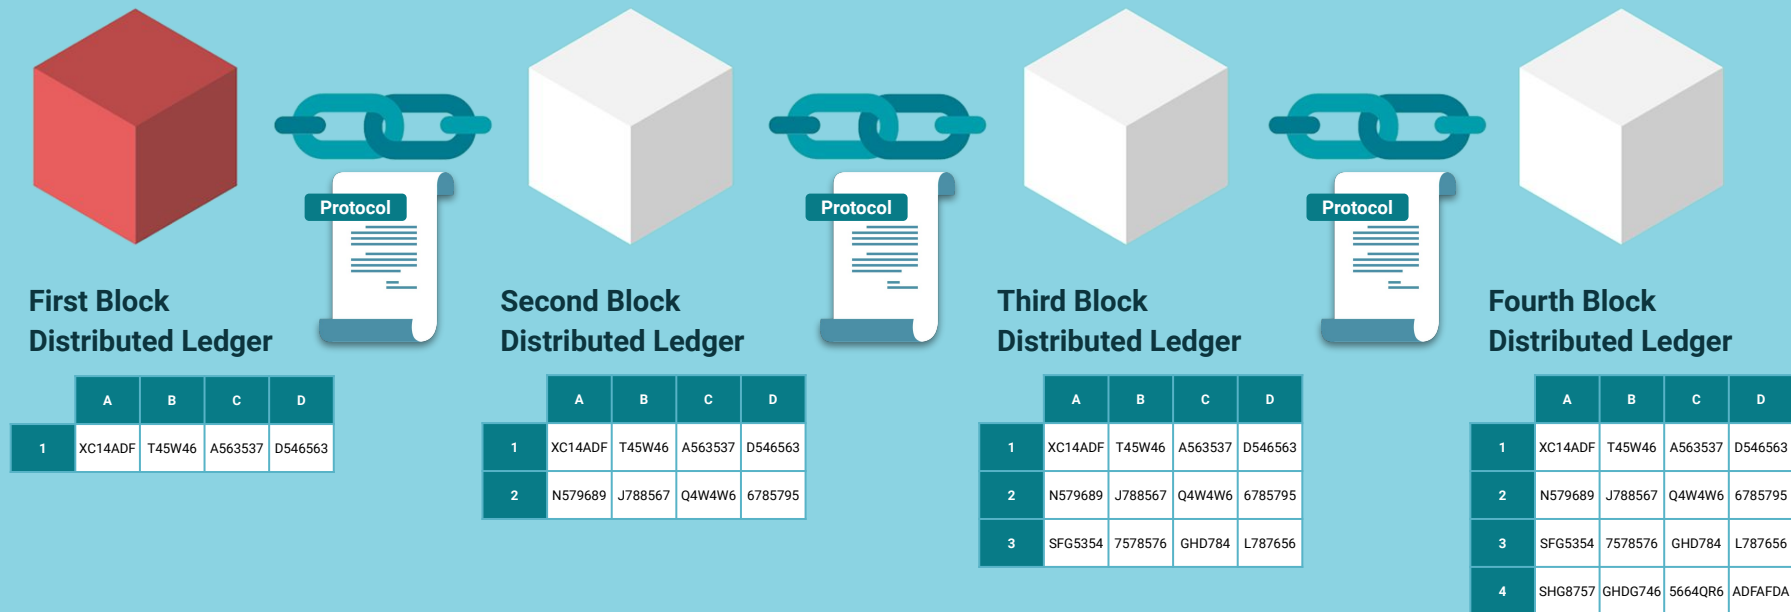 Protocol
Protocol
Protocol
First Block
Distributed Ledger
Second Block
Distributed Ledger
Third Block
Distributed Ledger
Fourth Block
Distributed Ledger
A B C D
1 XC14ADF T45W46 A563537 D546563
A B C D
1 XC14ADF T45W46 A563537 D546563
2 N579689 J788567 Q4W4W6 6785795
A B C D
1 XC14ADF T45W46 A563537 D546563
2 N579689 J788567 Q4W4W6 6785795
3 SFG5354 7578576 GHD784 L787656
A B C D
1 XC14ADF T45W46 A563537 D546563
2 N579689 J788567 Q4W4W6 6785795
3 SFG5354 7578576 GHD784 L787656
4 SHG8757 GHDG746 5664QR6 ADFAFDA